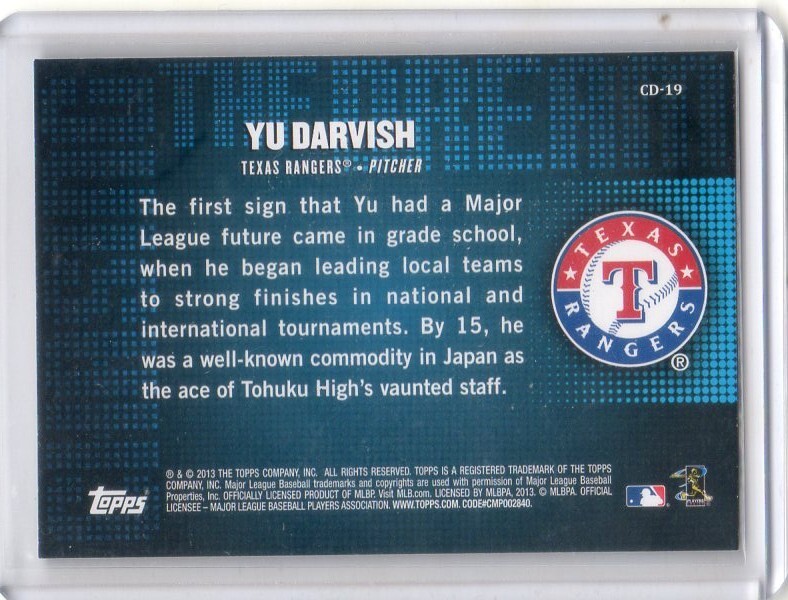 CD-19
YU DARVISH
TEXAS RANGERS® • PITCHER
The first sign that Yu had a Major
League future came in grade school,
when he began leading local teams
to strong finishes in national and
international tournaments. By 15, he
was a well-known commodity in Japan as
the ace of Tohuku High's vaunted staff.
TEXAS
T
RANGERS
®
® & © 2013 THE TOPPS COMPANY, INC. ALL RIGHTS RESERVED. TOPPS IS A REGISTERED TRADEMARK OF THE TOPPS
COMPANY, INC. Major League Baseball trademarks and copyrights are used with permission of Major League Baseball
Properties, Inc. OFFICIALLY LICENSED PRODUCT OF MLBP. Visit MLB.com. LICENSED BY MLBPA, 2013. © MLBPA. OFFICIAL
LICENSEE – MAJOR LEAGUE BASEBALL PLAYERS ASSOCIATION. WWW.TOPPS.COM. CODE#CMP002840.
Topps